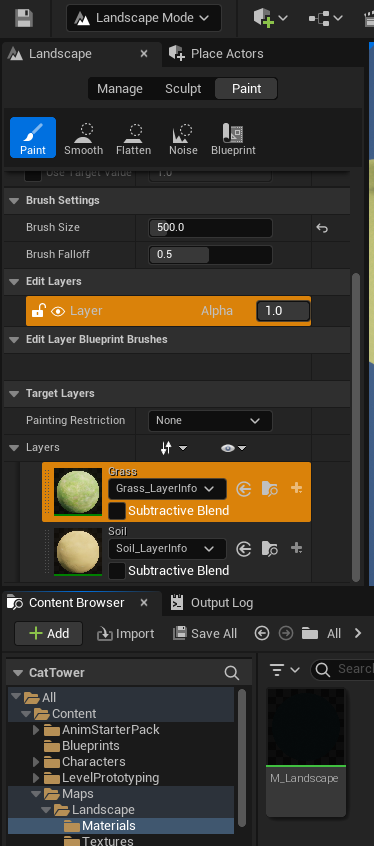 Landscape Mode
Landscape
Place Actors
Manage Sculpt Paint
Paint Smooth Flatten Noise Blueprint
Use Target Value 1.0
Brush Settings
Brush Size 500.0
Brush Falloff 0.5
Edit Layers
Layer Alpha 1.0
Edit Layer Blueprint Brushes
Target Layers
Painting Restriction None
Layers
Grass
Grass_LayerInfo
Subtractive Blend
Soil
Soil_LayerInfo
Subtractive Blend
Content Browser Output Log
Add Import Save All All
CatTower
Search
All
Content
AnimStarterPack
Blueprints
Characters
LevelPrototyping
Maps
Landscape
Materials
Textures
M_Landscape